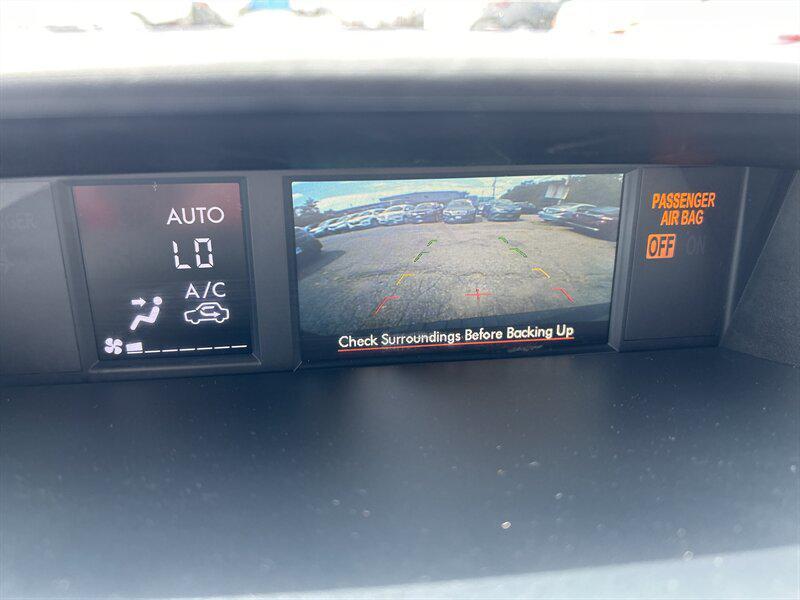 AUTO
LO
A/C
Check Surroundings Before Backing Up
PASSENGER
AIR BAG
OFF ON